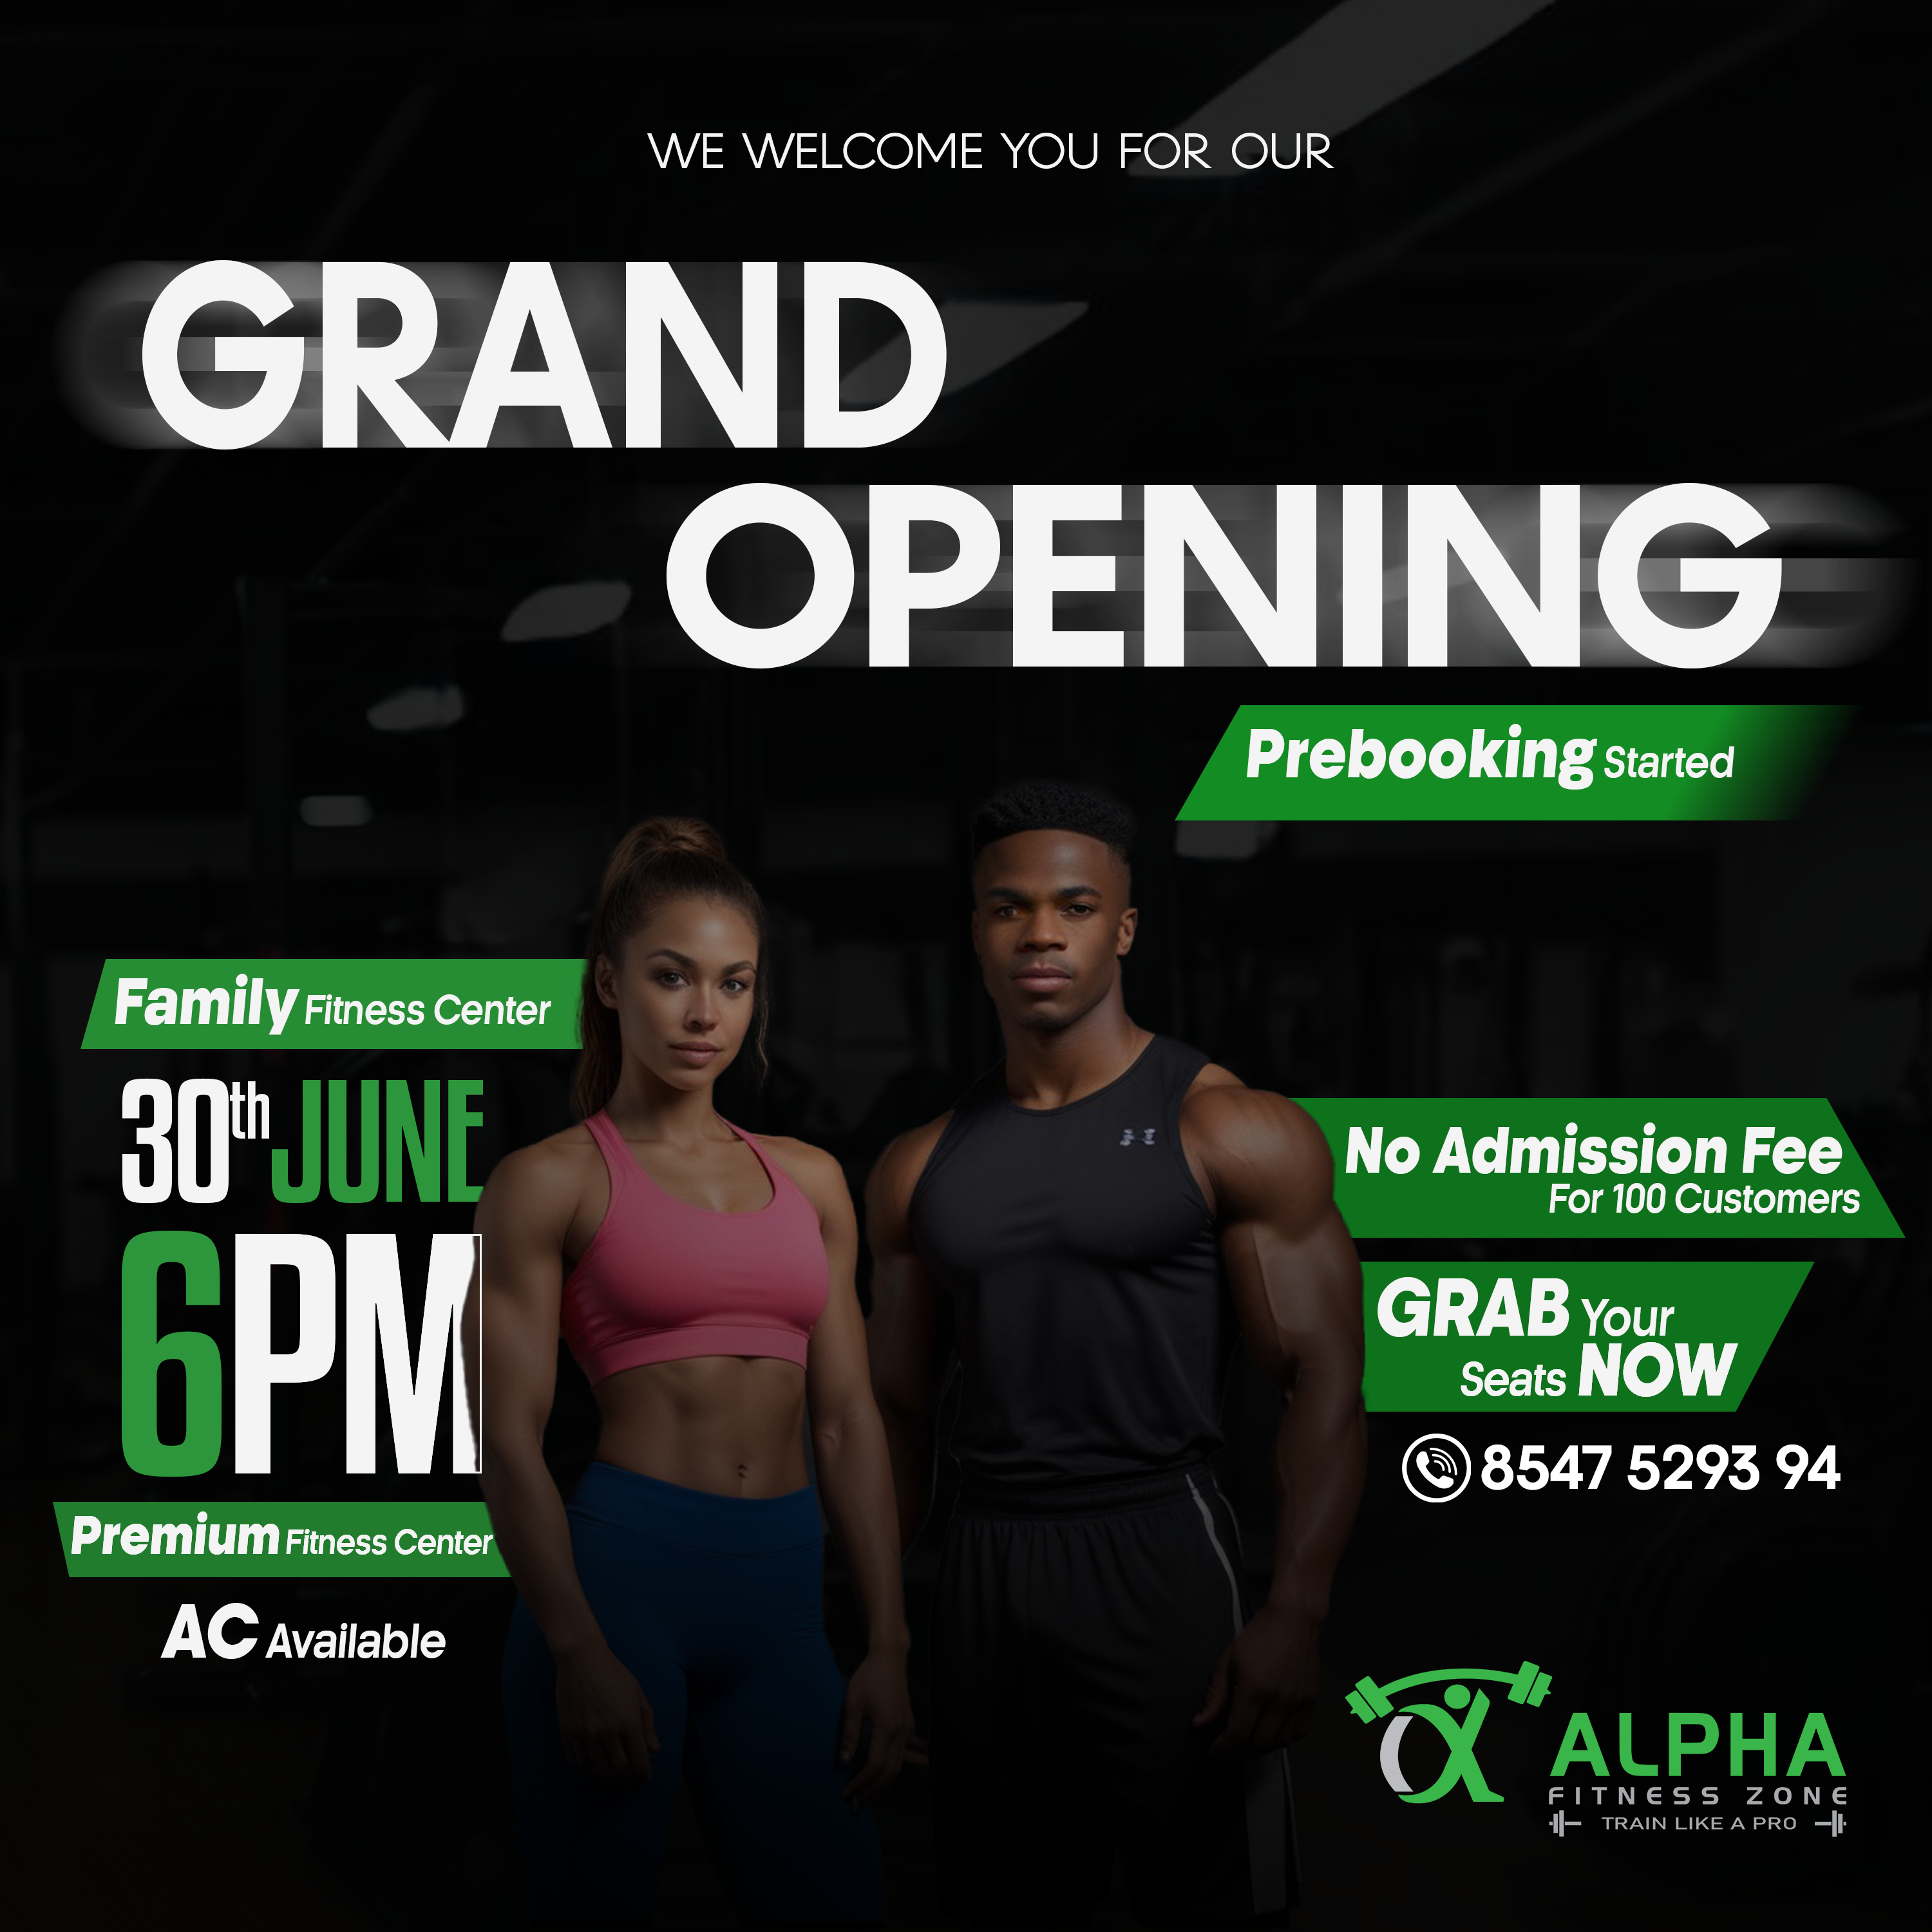 WE WELCOME YOU FOR OUR
GRAND
OPENING
Prebooking Started
Family Fitness Center
30th JUNE
6PM
Premium Fitness Center
AC Available
No Admission Fee
For 100 Customers
GRAB Your
Seats NOW
8547 5293 94
ALPHA
FITNESS ZONE
TRAIN LIKE A PRO